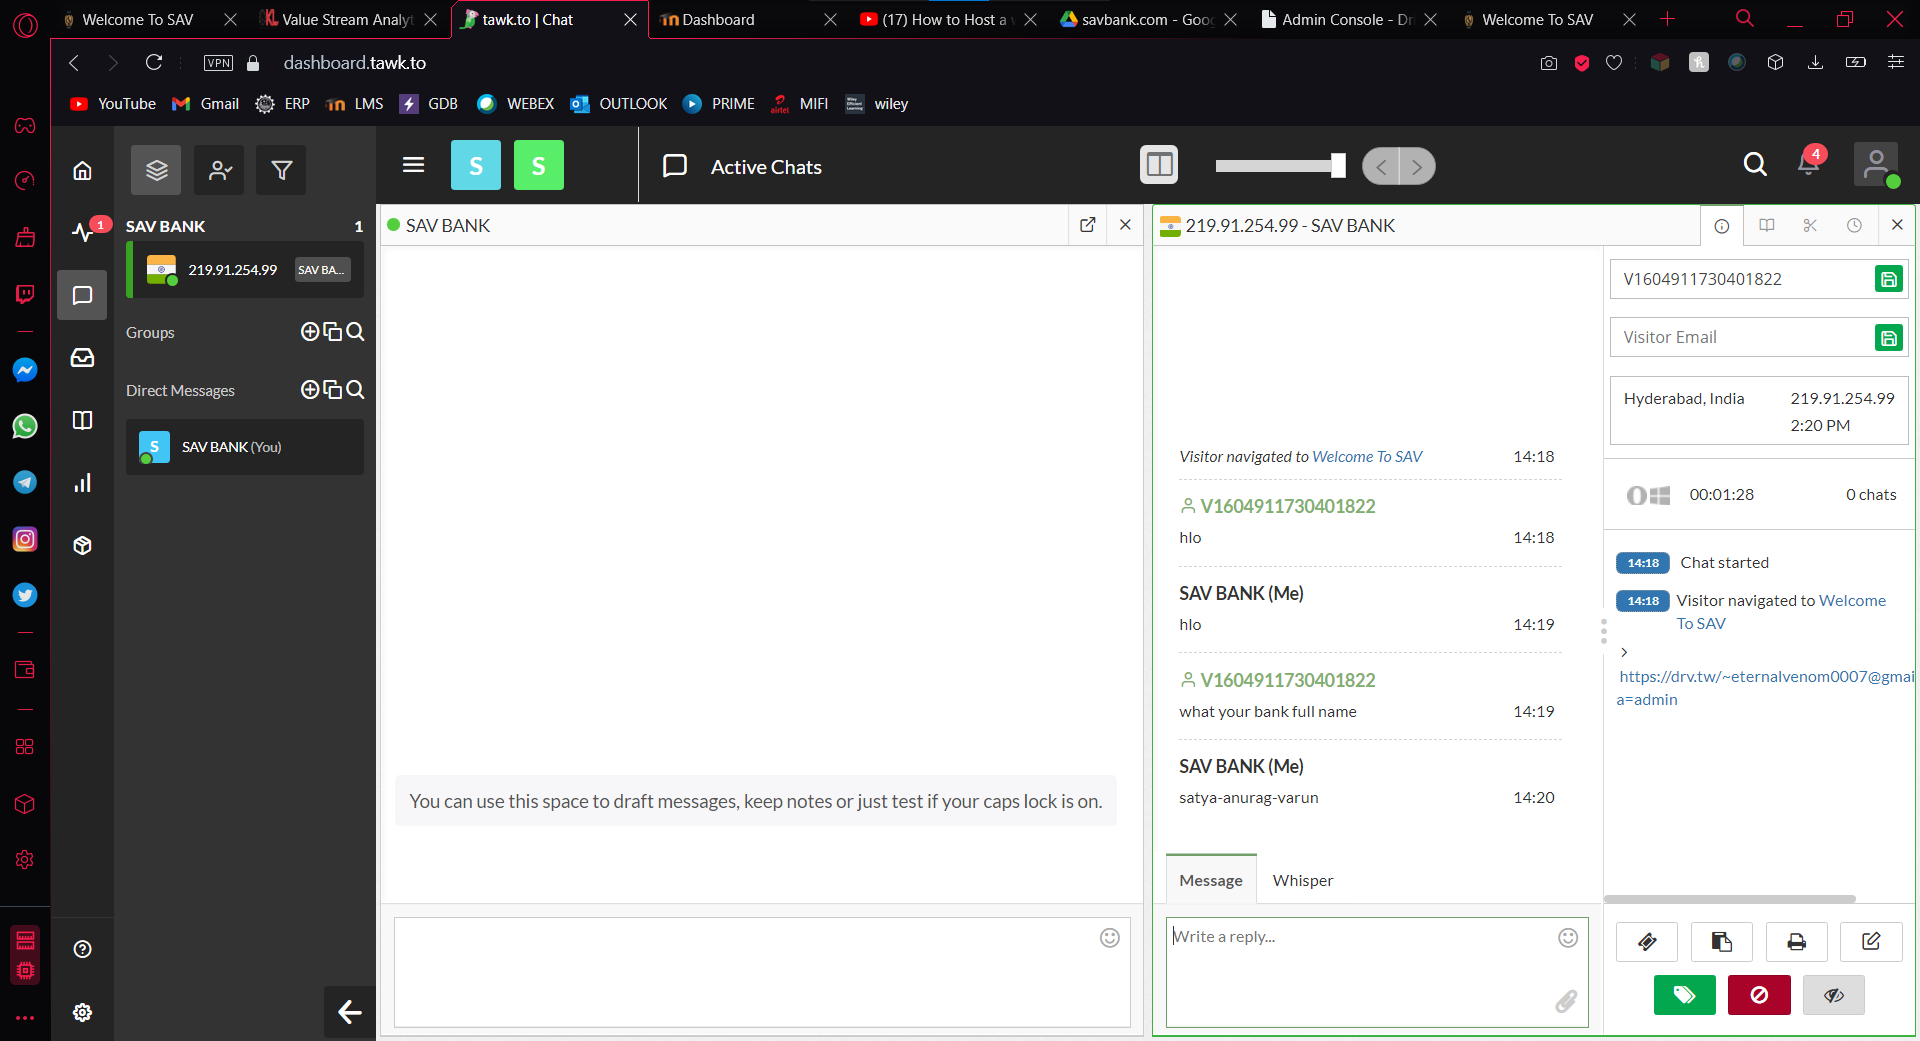 Welcome To SAV
Value Stream Analyt
tawk.to | Chat
Dashboard
(17) How to Host a
savbank.com - Goo
Admin Console - Dr
Welcome To SAV
VPN
dashboard.tawk.to
YouTube
Gmail
ERP
LMS
GDB
WEBEX
OUTLOOK
PRIME
airtel
MIFI
wiley
S
S
Active Chats
4
1
SAV BANK
1
219.91.254.99
SAV BA...
Groups
Direct Messages
S
SAV BANK (You)
SAV BANK
You can use this space to draft messages, keep notes or just test if your caps lock is on.
219.91.254.99 - SAV BANK
Visitor navigated to Welcome To SAV 14:18
V1604911730401822
hlo 14:18
SAV BANK (Me)
hlo 14:19
V1604911730401822
what your bank full name 14:19
SAV BANK (Me)
satya-anurag-varun 14:20
Message
Whisper
Write a reply...
V1604911730401822
Visitor Email
Hyderabad, India 219.91.254.99
2:20 PM
00:01:28 0 chats
14:18 Chat started
14:18 Visitor navigated to Welcome
To SAV
https://drv.tw/~eternalvenom0007@gmai
a=admin